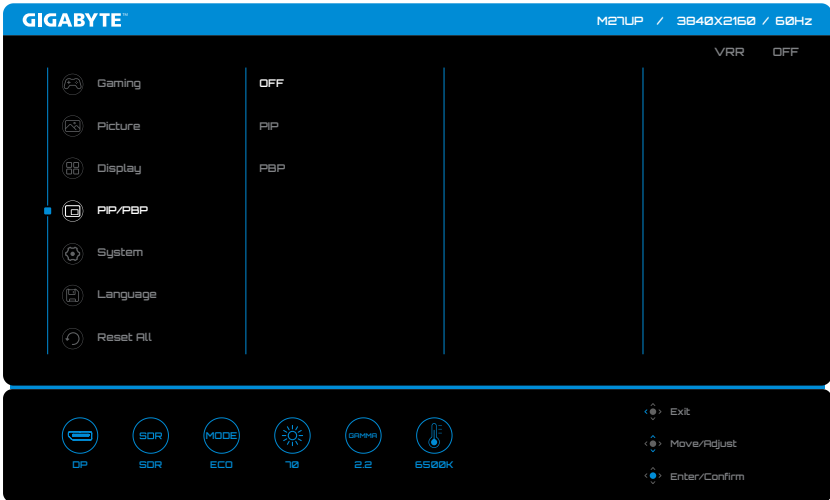 GIGABYTE™ M27UP / 3840X2160 / 60Hz
VRR OFF
Gaming OFF
Picture PIP
Display PBP
PIP/PBP
System
Language
Reset All
Exit
SDR MODE GAMMA
Move/Adjust
DP SDR ECO 70 2.2 6500K
Enter/Confirm